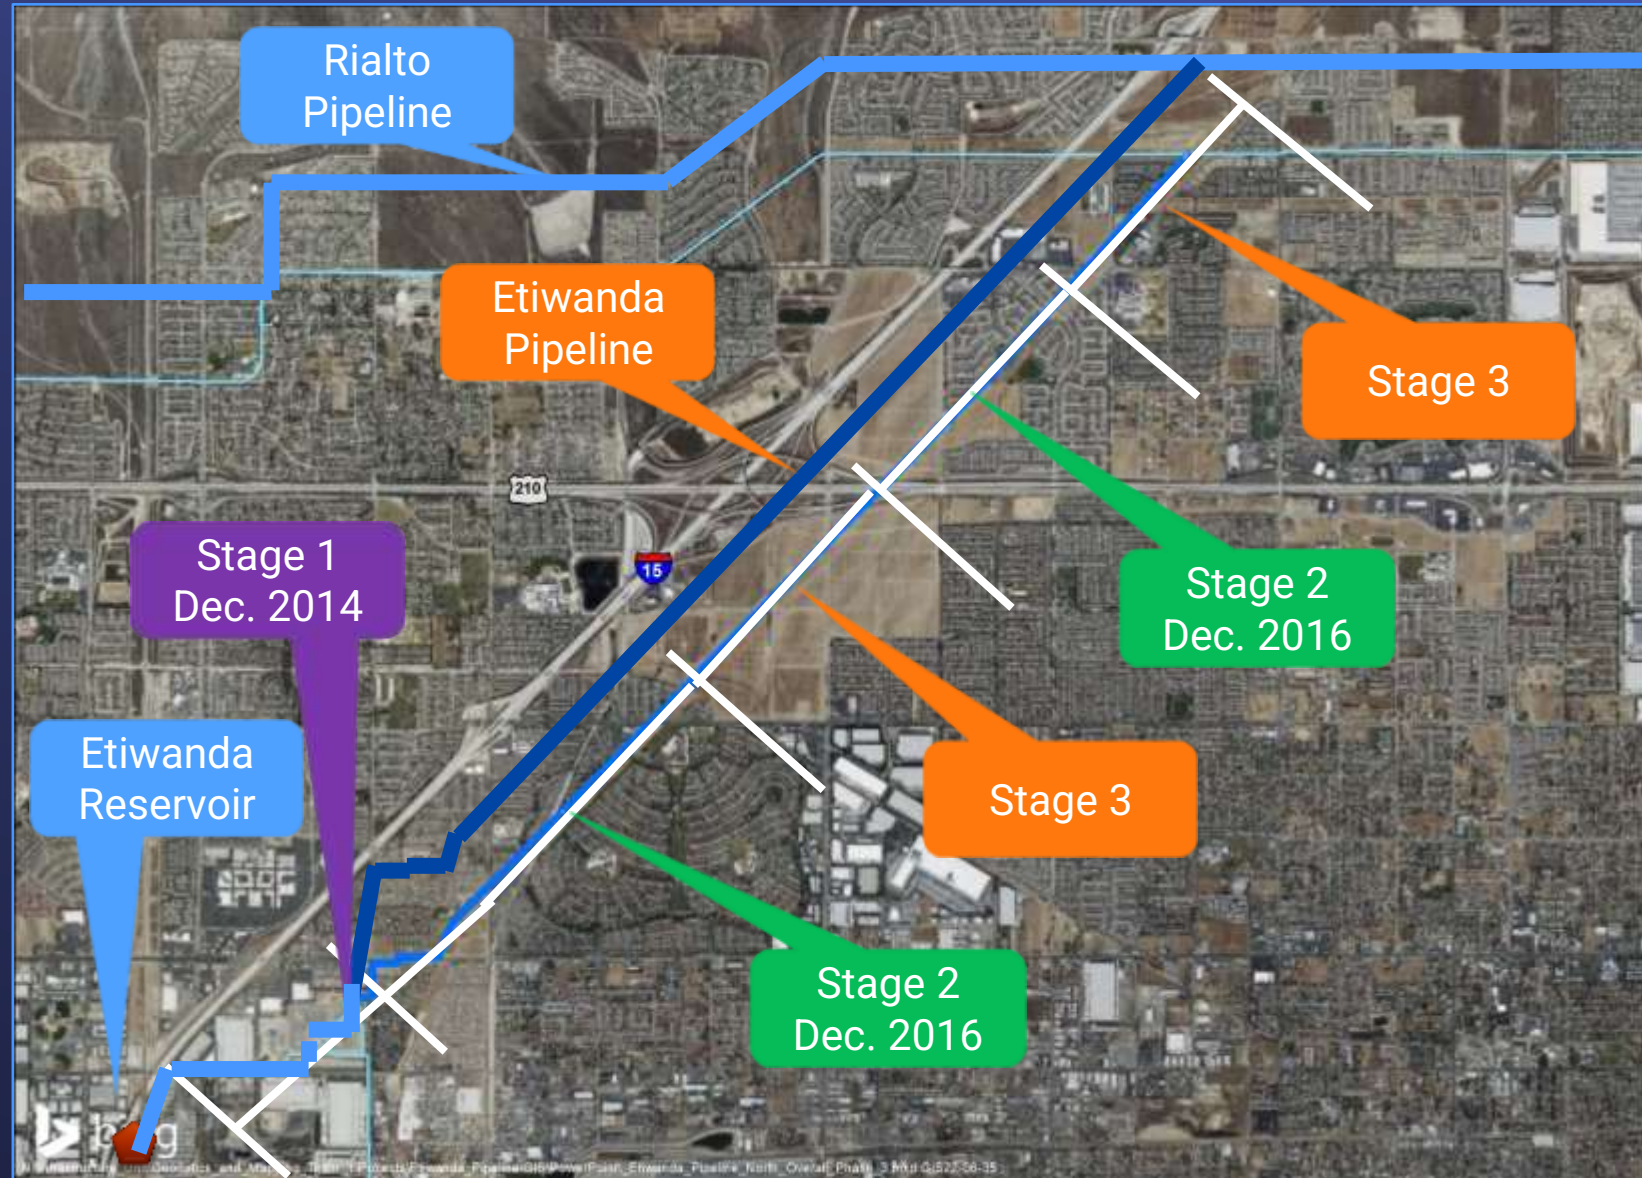 Rialto
Pipeline
Etiwanda
Pipeline
Stage 3
210
15
Stage 1
Dec. 2014
Stage 2
Dec. 2016
Etiwanda
Reservoir
Stage 3
Stage 2
Dec. 2016